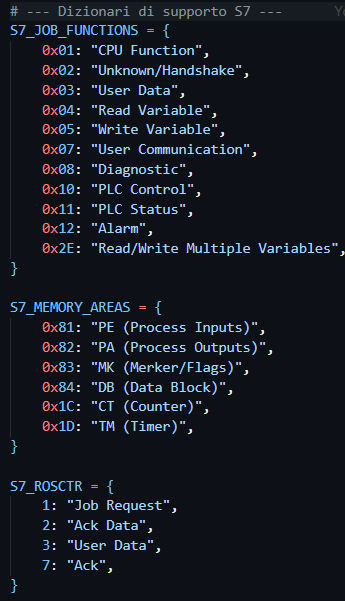 # --- Dizionari di supporto S7 ---
S7_JOB_FUNCTIONS = {
    0x01: "CPU Function",
    0x02: "Unknown/Handshake",
    0x03: "User Data",
    0x04: "Read Variable",
    0x05: "Write Variable",
    0x07: "User Communication",
    0x08: "Diagnostic",
    0x10: "PLC Control",
    0x11: "PLC Status",
    0x12: "Alarm",
    0x2E: "Read/Write Multiple Variables",
}
S7_MEMORY_AREAS = {
    0x81: "PE (Process Inputs)",
    0x82: "PA (Process Outputs)",
    0x83: "MK (Merker/Flags)",
    0x84: "DB (Data Block)",
    0x1C: "CT (Counter)",
    0x1D: "TM (Timer)",
}
S7_ROSCTR = {
    1: "Job Request",
    2: "Ack Data",
    3: "User Data",
    7: "Ack",
}